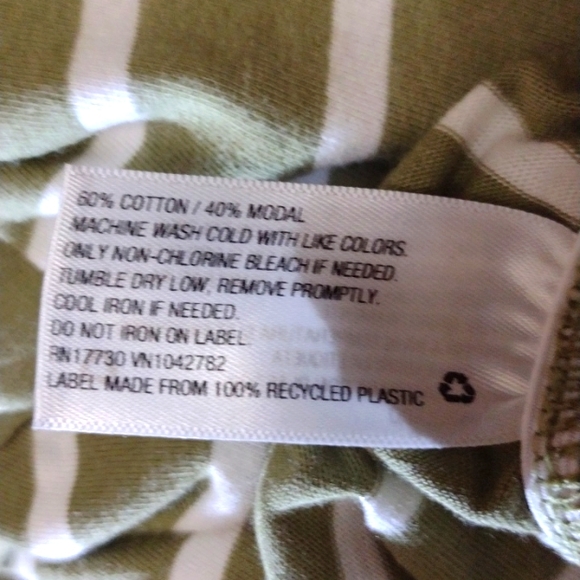 60% COTTON / 40% MODAL
MACHINE WASH COLD WITH LIKE COLORS.
ONLY NON-CHLORINE BLEACH IF NEEDED.
TUMBLE DRY LOW. REMOVE PROMPTLY.
COOL IRON IF NEEDED.
DO NOT IRON ON LABEL.
RN17730 VN1042782
LABEL MADE FROM 100% RECYCLED PLASTIC